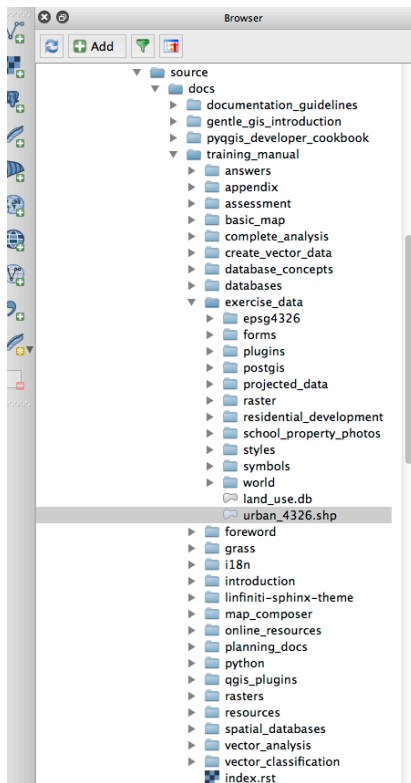 Browser
Add
source
docs
documentation_guidelines
gentle_gis_introduction
pyqgis_developer_cookbook
training_manual
answers
appendix
assessment
basic_map
complete_analysis
create_vector_data
database_concepts
databases
exercise_data
epsg4326
forms
plugins
postgis
projected_data
raster
residential_development
school_property_photos
styles
symbols
world
land_use.db
urban_4326.shp
foreword
grass
i18n
introduction
linfiniti-sphinx-theme
map_composer
online_resources
planning_docs
python
qgis_plugins
rasters
resources
spatial_databases
vector_analysis
vector_classification
index.rst